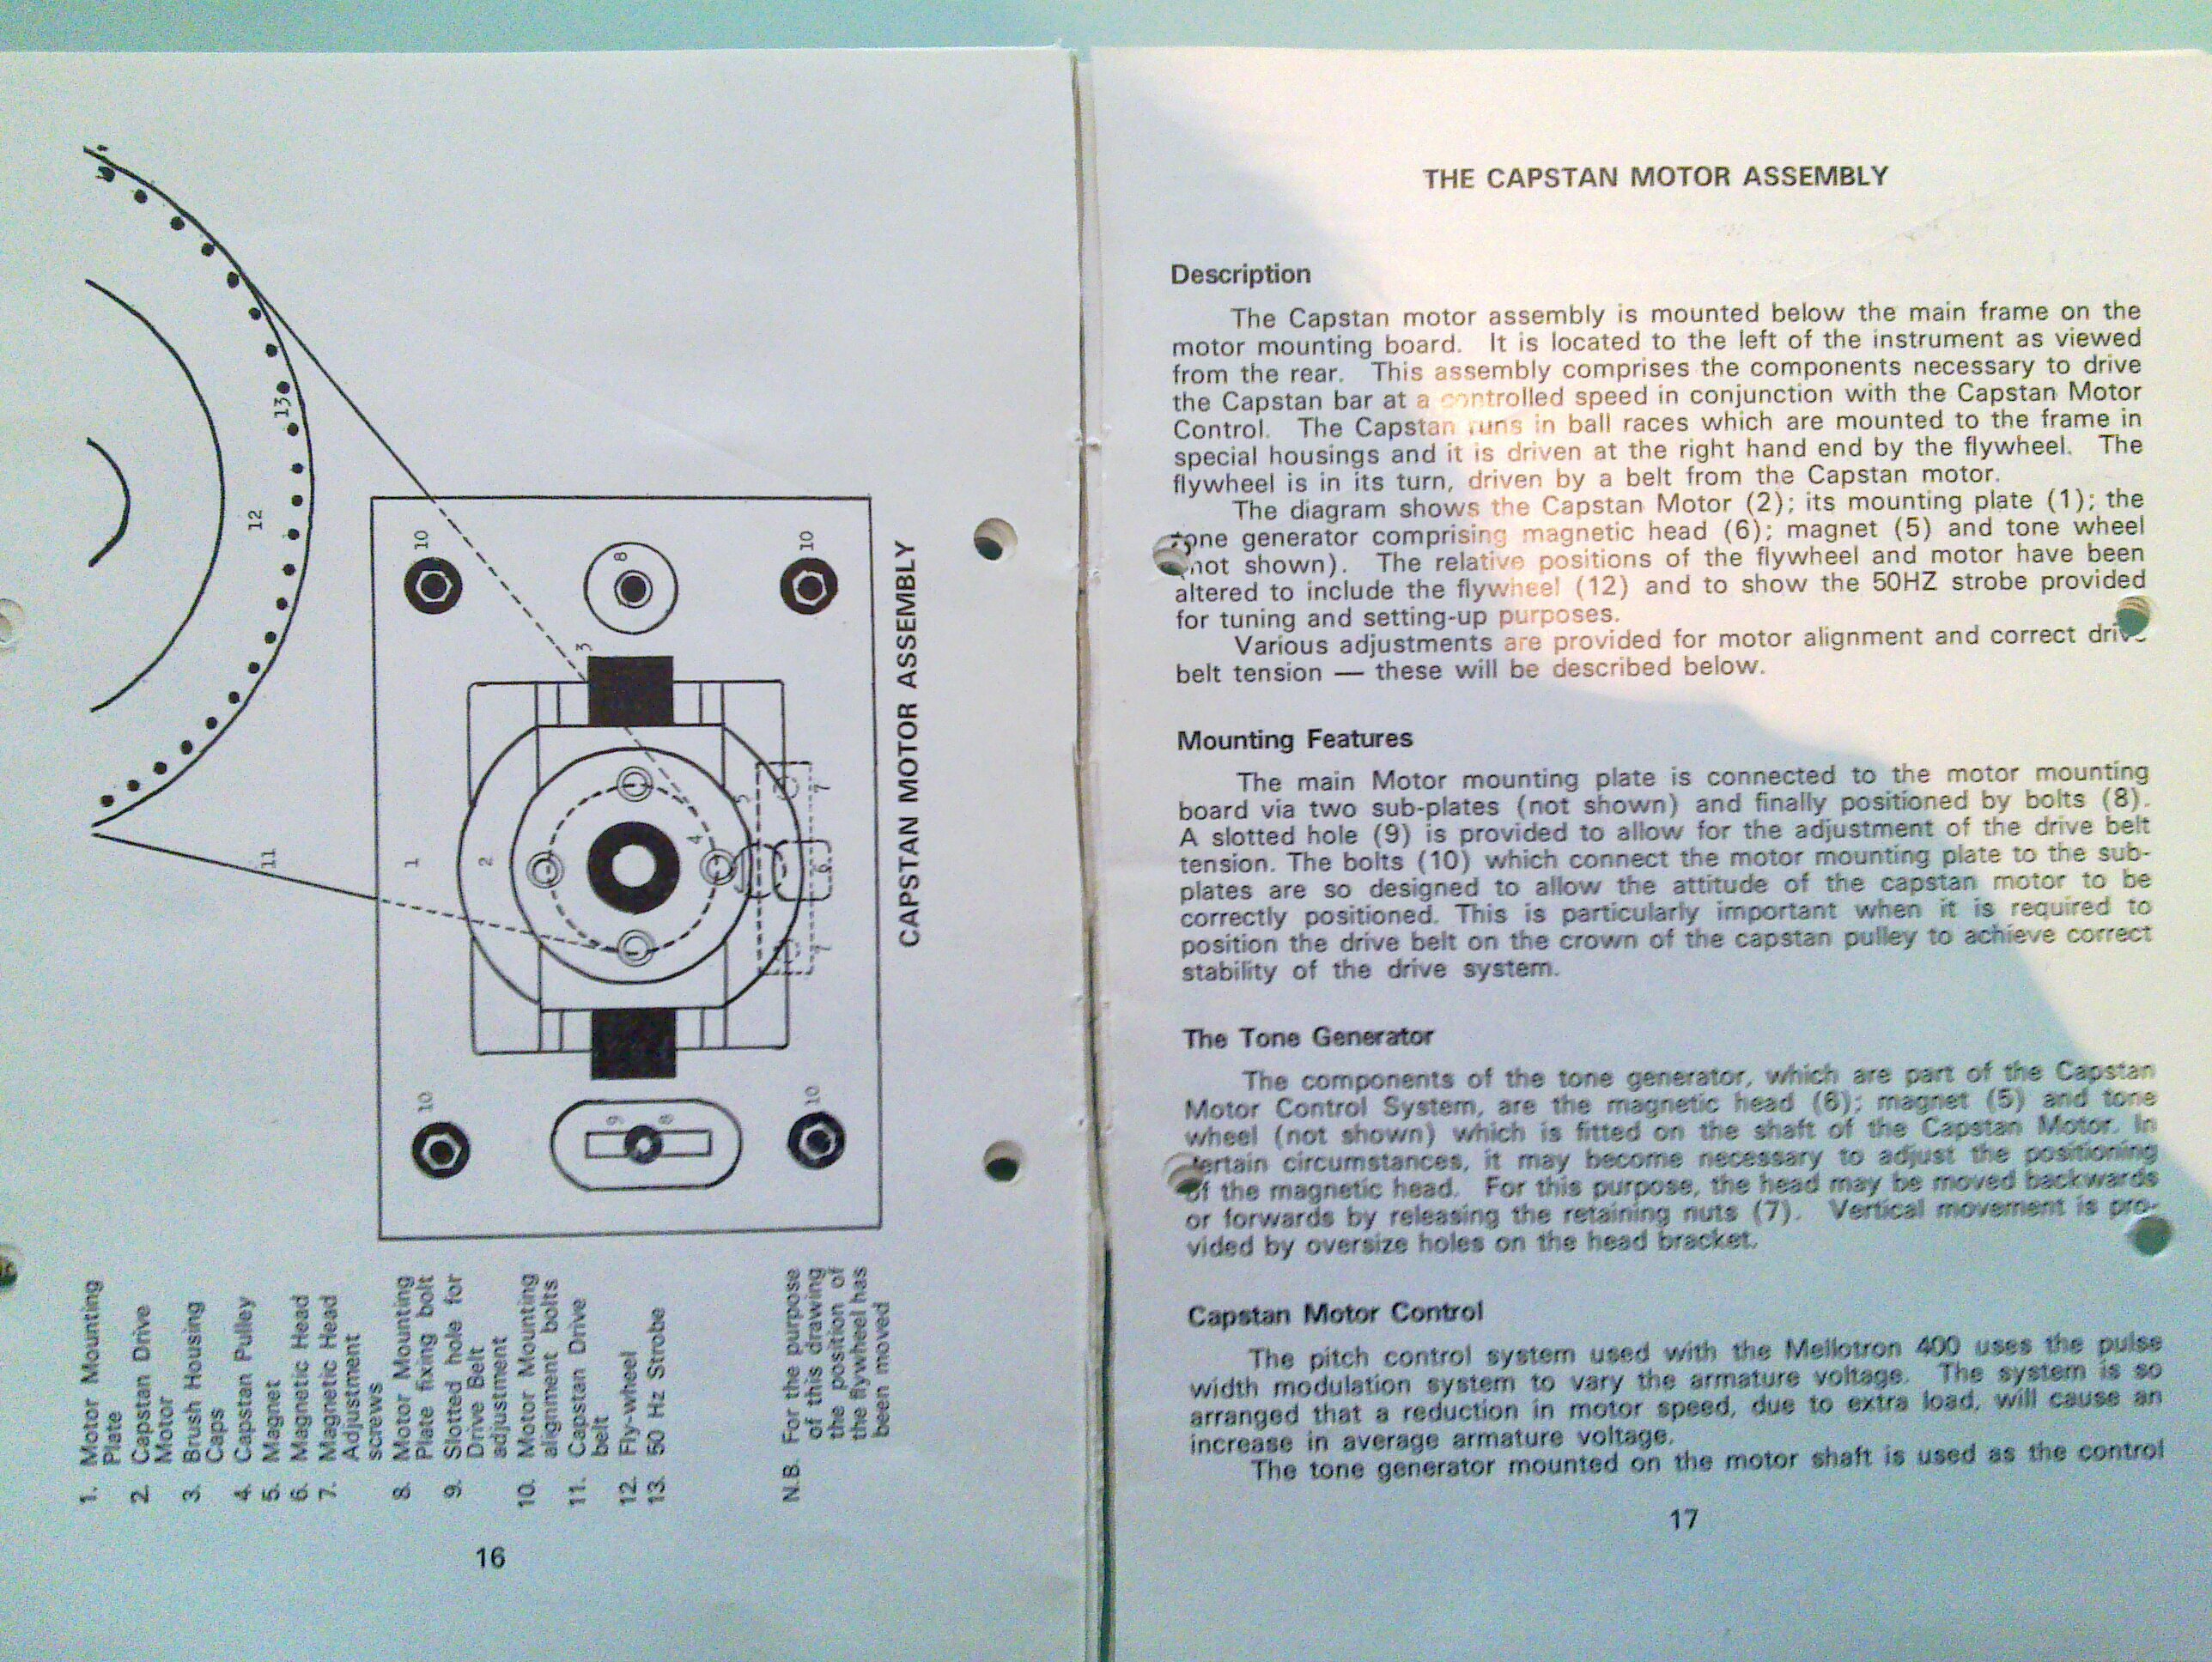 13
12
11
10
10
8
3
1
2
4
5
7
6
7
10
10
9
8
CAPSTAN MOTOR ASSEMBLY
1. Motor Mounting
Plate
2. Capstan Drive
Motor
3. Brush Housing
Caps
4. Capstan Pulley
5. Magnet
6. Magnetic Head
7. Magnetic Head
Adjustment
screws
8. Motor Mounting
Plate fixing bolt
9. Slotted hole for
Drive Belt
adjustment
10. Motor Mounting
alignment bolts
11. Capstan Drive
belt
12. Fly-wheel
13. 50 Hz Strobe
N.B. For the purpose
of this drawing
the position of
the flywheel has
been moved
16
THE CAPSTAN MOTOR ASSEMBLY
Description
The Capstan motor assembly is mounted below the main frame on the
motor mounting board. It is located to the left of the instrument as viewed
from the rear. This assembly comprises the components necessary to drive
the Capstan bar at a controlled speed in conjunction with the Capstan Motor
Control. The Capstan runs in ball races which are mounted to the frame in
special housings and it is driven at the right hand end by the flywheel. The
flywheel is in its turn, driven by a belt from the Capstan motor.
The diagram shows the Capstan Motor (2); its mounting plate (1); the
tone generator comprising magnetic head (6); magnet (5) and tone wheel
(not shown). The relative positions of the flywheel and motor have been
altered to include the flywheel (12) and to show the 50HZ strobe provided
for tuning and setting-up purposes.
Various adjustments are provided for motor alignment and correct drive
belt tension — these will be described below.
Mounting Features
The main Motor mounting plate is connected to the motor mounting
board via two sub-plates (not shown) and finally positioned by bolts (8).
A slotted hole (9) is provided to allow for the adjustment of the drive belt
tension. The bolts (10) which connect the motor mounting plate to the sub-
plates are so designed to allow the attitude of the capstan motor to be
correctly positioned. This is particularly important when it is required to
position the drive belt on the crown of the capstan pulley to achieve correct
stability of the drive system.
The Tone Generator
The components of the tone generator, which are part of the Capstan
Motor Control System, are the magnetic head (6); magnet (5) and tone
wheel (not shown) which is fitted on the shaft of the Capstan Motor. In
certain circumstances, it may become necessary to adjust the positioning
of the magnetic head. For this purpose, the head may be moved backwards
or forwards by releasing the retaining nuts (7). Vertical movement is pro-
vided by oversize holes on the head bracket.
Capstan Motor Control
The pitch control system used with the Mellotron 400 uses the pulse
width modulation system to vary the armature voltage. The system is so
arranged that a reduction in motor speed, due to extra load, will cause an
increase in average armature voltage.
The tone generator mounted on the motor shaft is used as the control
17